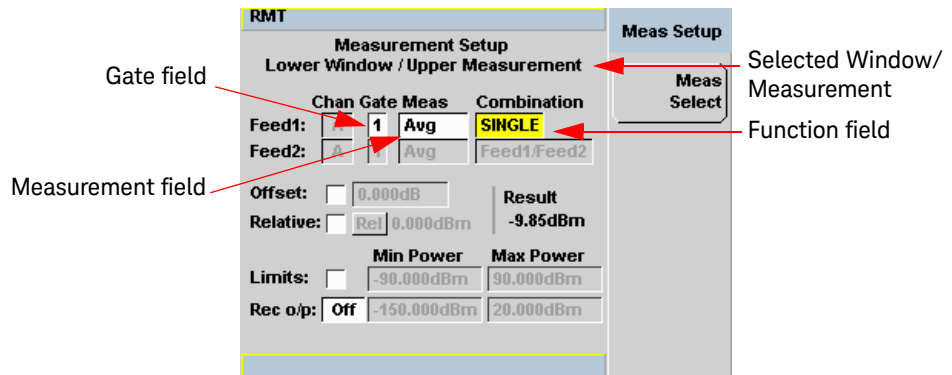 RMT
Meas Setup
Measurement Setup
Lower Window / Upper Measurement
Selected Window/
Measurement
Gate field
Meas
Select
Chan Gate Meas Combination
Feed1: A 1 Avg SINGLE
Function field
Feed2: A 1 Avg Feed1/Feed2
Measurement field
Offset: 0.000dB Result
Relative: Rel 0.000dBm -9.85dBm
Min Power Max Power
Limits: -90.000dBm 90.000dBm
Rec o/p: Off -150.000dBm 20.000dBm